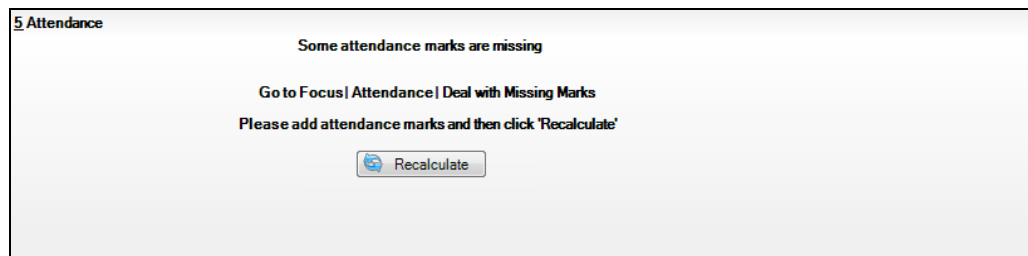 5 Attendance
Some attendance marks are missing
Go to Focus| Attendance| Deal with Missing Marks
Please add attendance marks and then click 'Recalculate'
Recalculate